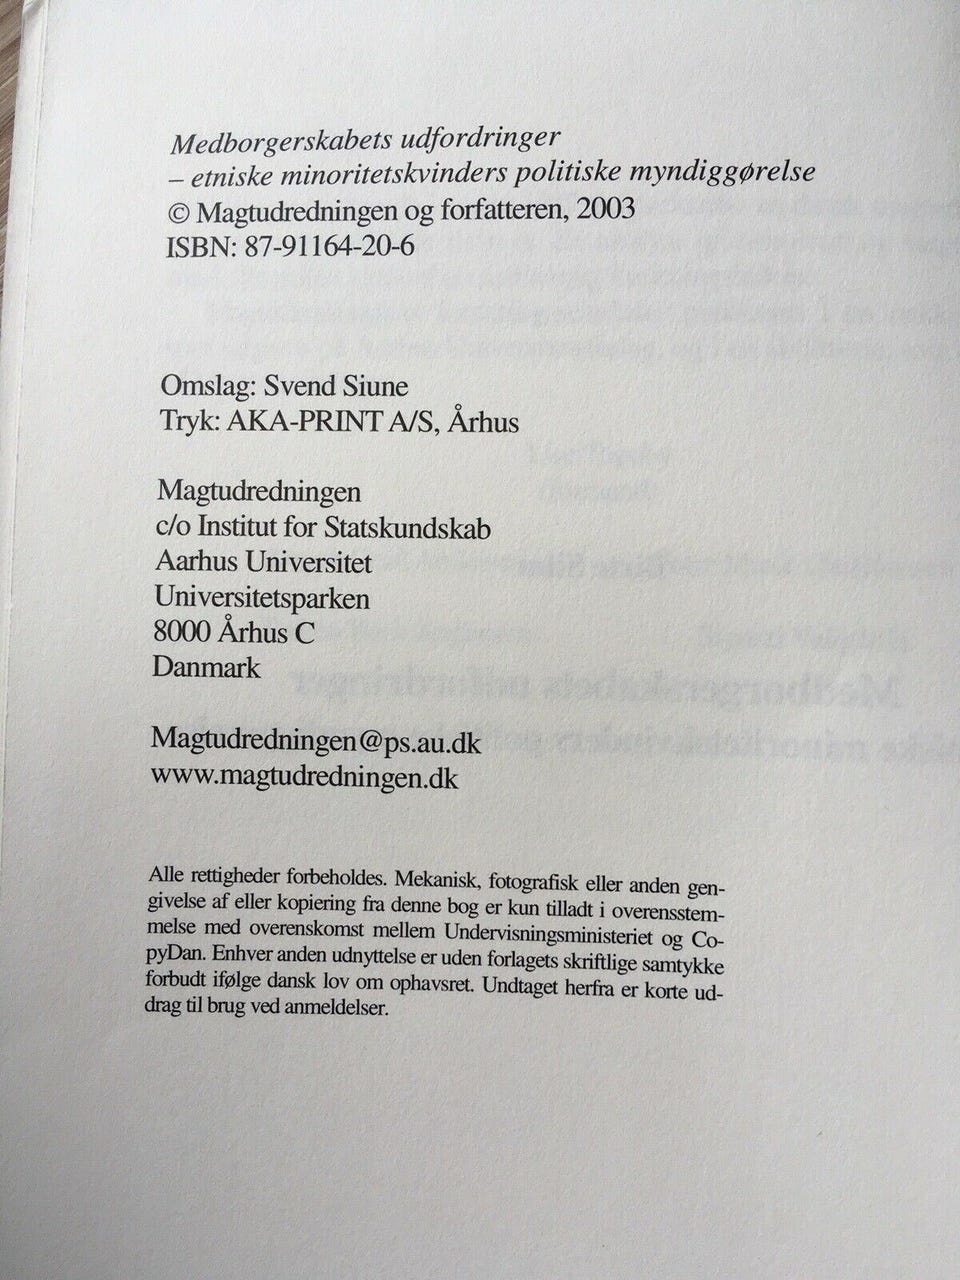 Medborgerskabets udfordringer
– etniske minoritetskvinders politiske myndiggørelse
© Magtudredningen og forfatteren, 2003
ISBN: 87-91164-20-6
Omslag: Svend Siune
Tryk: AKA-PRINT A/S, Århus
Magtudredningen
c/o Institut for Statskundskab
Aarhus Universitet
Universitetsparken
8000 Århus C
Danmark
Magtudredningen@ps.au.dk
www.magtudredningen.dk
Alle rettigheder forbeholdes. Mekanisk, fotografisk eller anden gen-
givelse af eller kopiering fra denne bog er kun tilladt i overensstem-
melse med overenskomst mellem Undervisningsministeriet og Co-
pyDan. Enhver anden udnyttelse er uden forlagets skriftlige samtykke
forbudt ifølge dansk lov om ophavsret. Undtaget herfra er korte ud-
drag til brug ved anmeldelser.